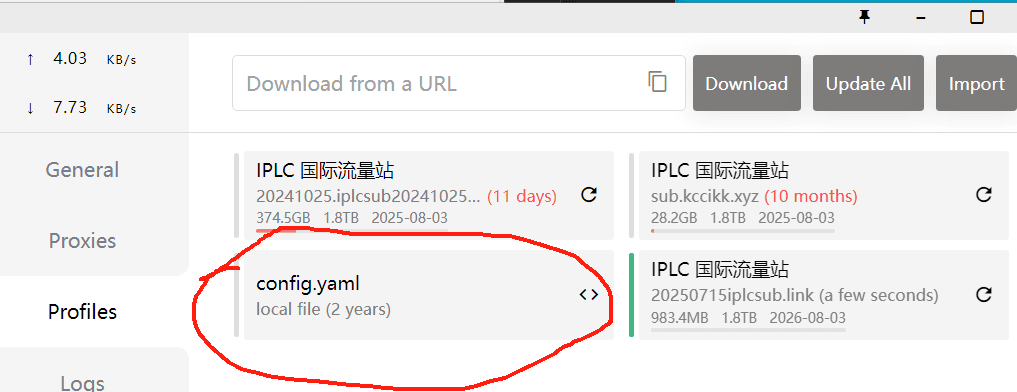 ↑ 4.03 KB/s
↓ 7.73 KB/s
General
Proxies
Profiles
Logs
Download from a URL
Download
Update All
Import
IPLC 国际流量站
20241025.iplcsub20241025... (11 days)
374.5GB 1.8TB 2025-08-03
IPLC 国际流量站
sub.kccikk.xyz (10 months)
28.2GB 1.8TB 2025-08-03
config.yaml
local file (2 years)
IPLC 国际流量站
20250715iplcsub.link (a few seconds)
983.4MB 1.8TB 2026-08-03